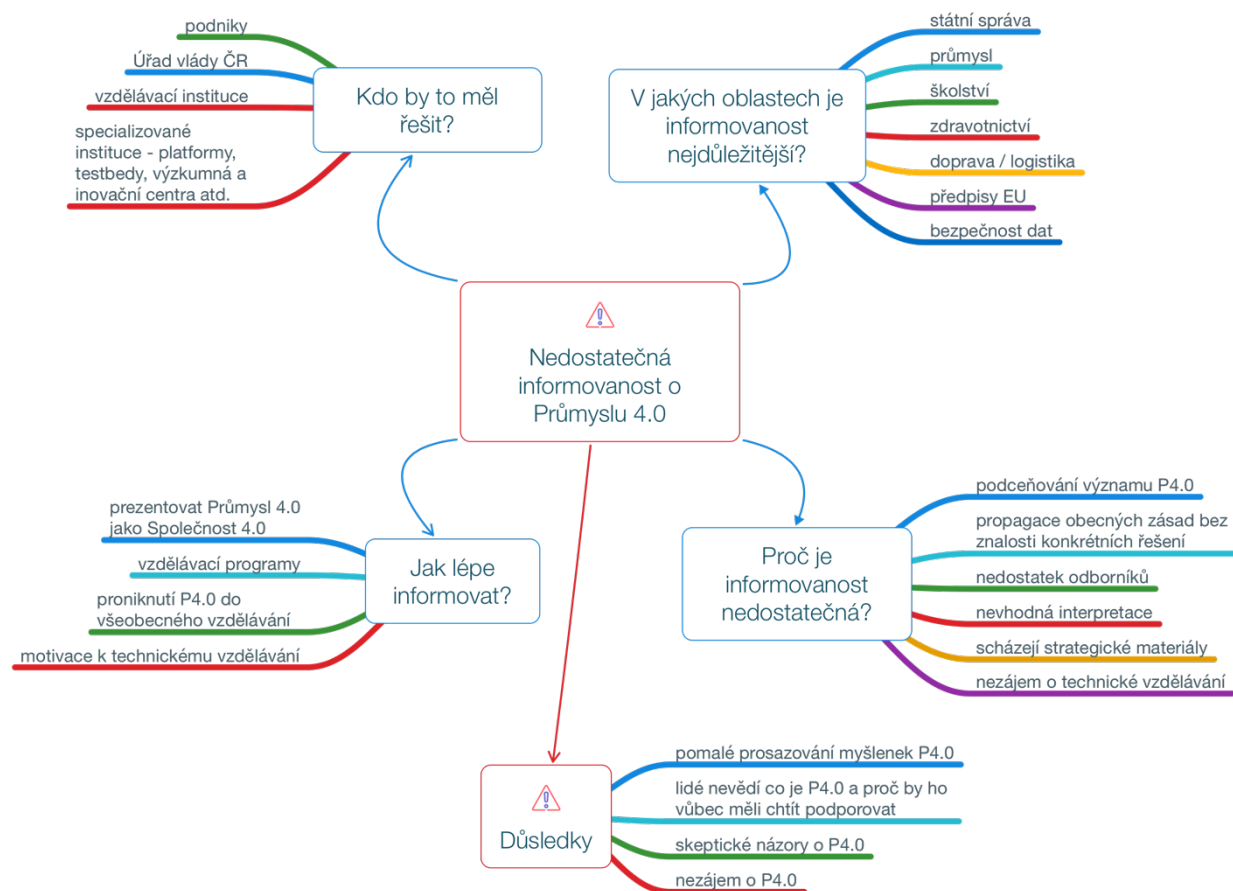 podniky
Úřad vlády ČR
vzdělávací instituce
specializované
instituce - platformy,
testbedy, výzkumná a
inovační centra atd.
Kdo by to měl
řešit?
V jakých oblastech je
informovanost
nejdůležitější?
státní správa
průmysl
školství
zdravotnictví
doprava / logistika
předpisy EU
bezpečnost dat
Nedostatečná
informovanost o
Průmyslu 4.0
prezentovat Průmysl 4.0
jako Společnost 4.0
vzdělávací programy
proniknutí P4.0 do
všeobecného vzdělávání
motivace k technickému vzdělávání
Jak lépe
informovat?
Proč je
informovanost
nedostatečná?
podceňování významu P4.0
propagace obecných zásad bez
znalosti konkrétních řešení
nedostatek odborníků
nevhodná interpretace
scházejí strategické materiály
nezájem o technické vzdělávání
Důsledky
pomalé prosazování myšlenek P4.0
lidé nevědí co je P4.0 a proč by ho
vůbec měli chtít podporovat
skeptické názory o P4.0
nezájem o P4.0